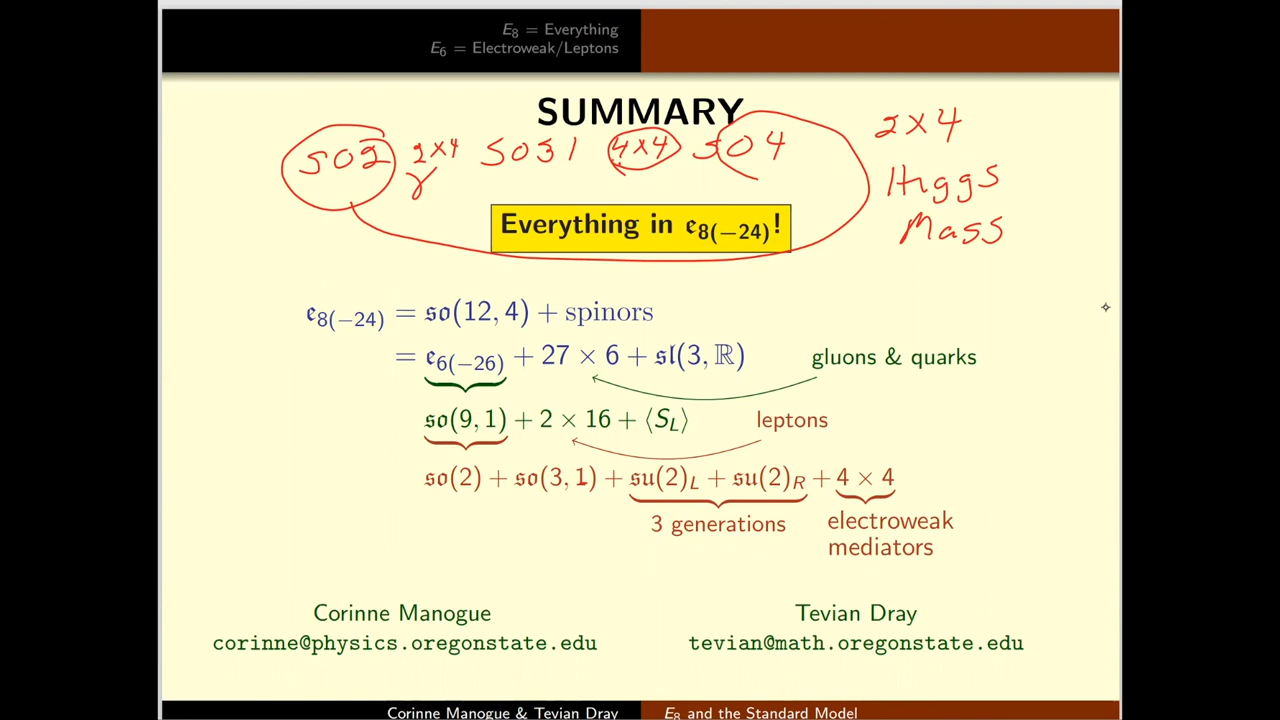 E₈ = Everything
E₆ = Electroweak/Leptons
SUMMARY
SO2 2×4 SO31 4×4 SO4 2×4
γ Higgs
Mass
Everything in 𝔢₈₍₋₂₄₎!
𝔢₈₍₋₂₄₎ = 𝔰𝔬(12, 4) + spinors
= 𝔢₆₍₋₂₆₎ + 27 × 6 + 𝔰𝔩(3, ℝ) gluons & quarks
𝔰𝔬(9, 1) + 2 × 16 + ⟨S_L⟩ leptons
𝔰𝔬(2) + 𝔰𝔬(3, 1) + 𝔰𝔲(2)_L + 𝔰𝔲(2)_R + 4 × 4
3 generations electroweak
mediators
Corinne Manogue Tevian Dray
corinne@physics.oregonstate.edu tevian@math.oregonstate.edu
Corinne Manogue & Tevian Dray E₈ and the Standard Model